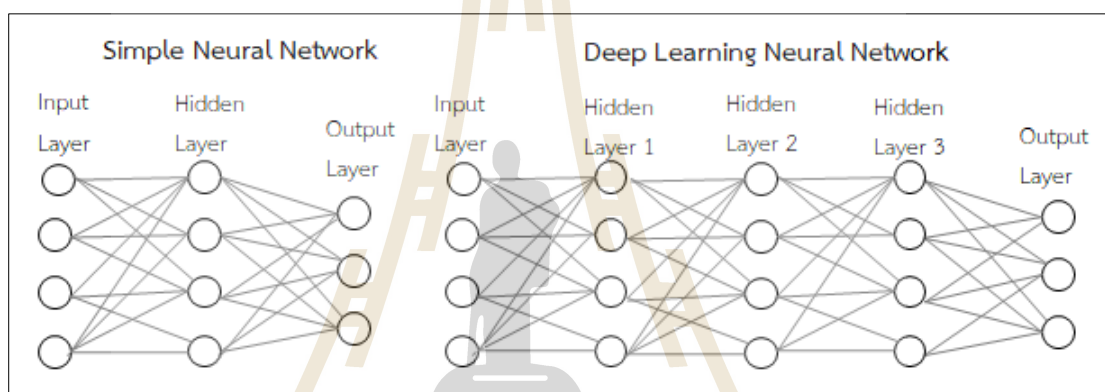 Simple Neural Network
Input
Layer
Hidden
Layer
Output
Layer
Deep Learning Neural Network
Input
Layer
Hidden
Layer 1
Hidden
Layer 2
Hidden
Layer 3
Output
Layer